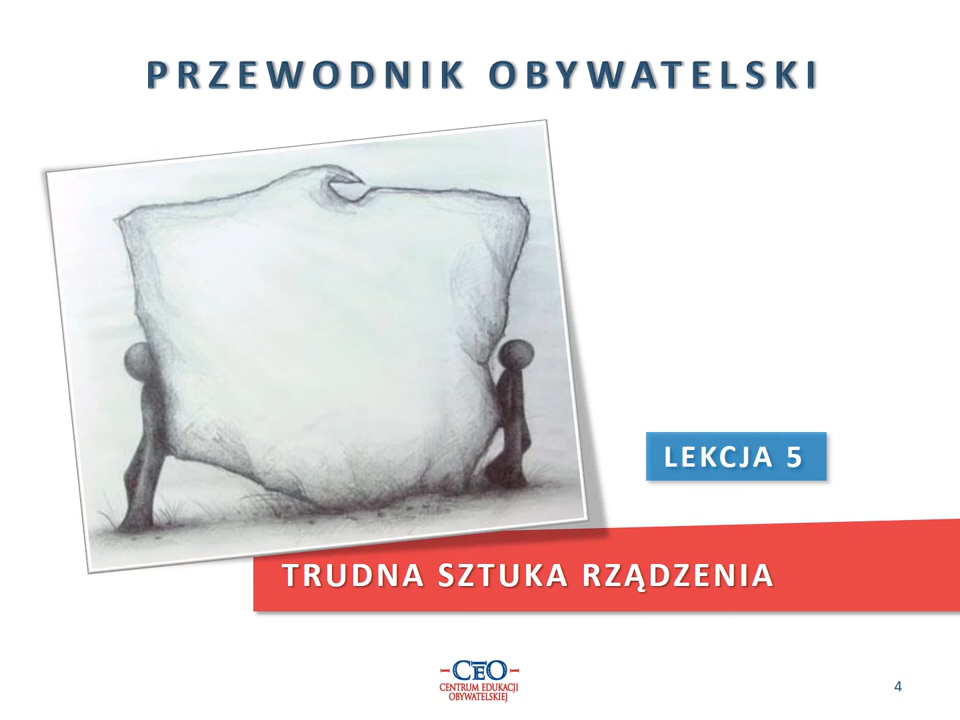 PRZEWODNIK OBYWATELSKI
LEKCJA 5
TRUDNA SZTUKA RZĄDZENIA
CEO
CENTRUM EDUKACJI
OBYWATELSKIEJ
4